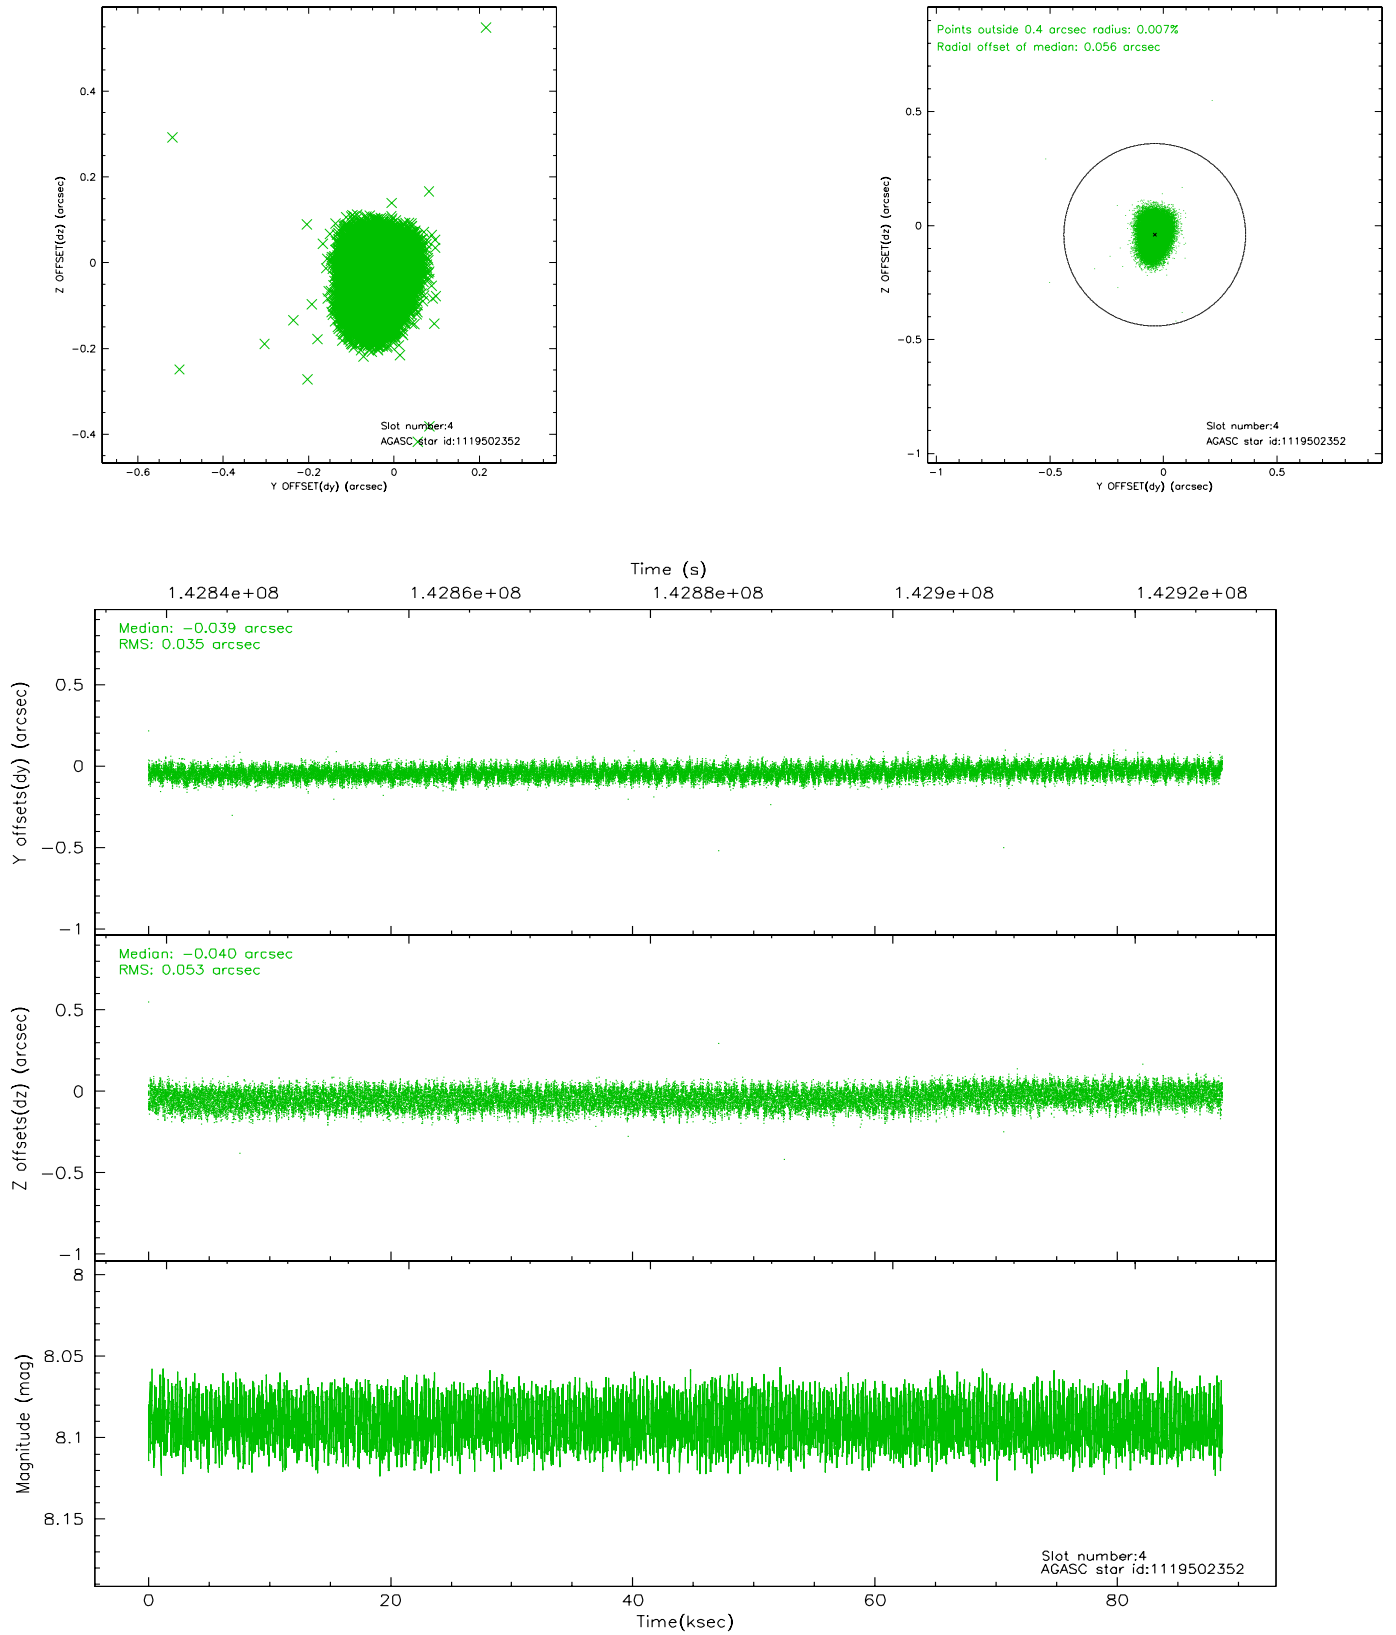 0.4
0.2
0
−0.2
−0.4
Z OFFSET(dz) (arcsec)
Slot number:4
AGASC star id:1119502352
−0.6 −0.4 −0.2 0 0.2
Y OFFSET(dy) (arcsec)
Points outside 0.4 arcsec radius: 0.007%
Radial offset of median: 0.056 arcsec
0.5
0
−0.5
−1
Z OFFSET(dz) (arcsec)
Slot number:4
AGASC star id:1119502352
−1 −0.5 0 0.5
Y OFFSET(dy) (arcsec)
Time (s)
1.4284e+08 1.4286e+08 1.4288e+08 1.429e+08 1.4292e+08
Median: −0.039 arcsec
RMS: 0.035 arcsec
0.5
0
−0.5
−1
Y offsets(dy) (arcsec)
Median: −0.040 arcsec
RMS: 0.053 arcsec
0.5
0
−0.5
−1
Z offsets(dz) (arcsec)
8
8.05
8.1
8.15
Magnitude (mag)
Slot number:4
AGASC star id:1119502352
0 20 40 60 80
Time(ksec)